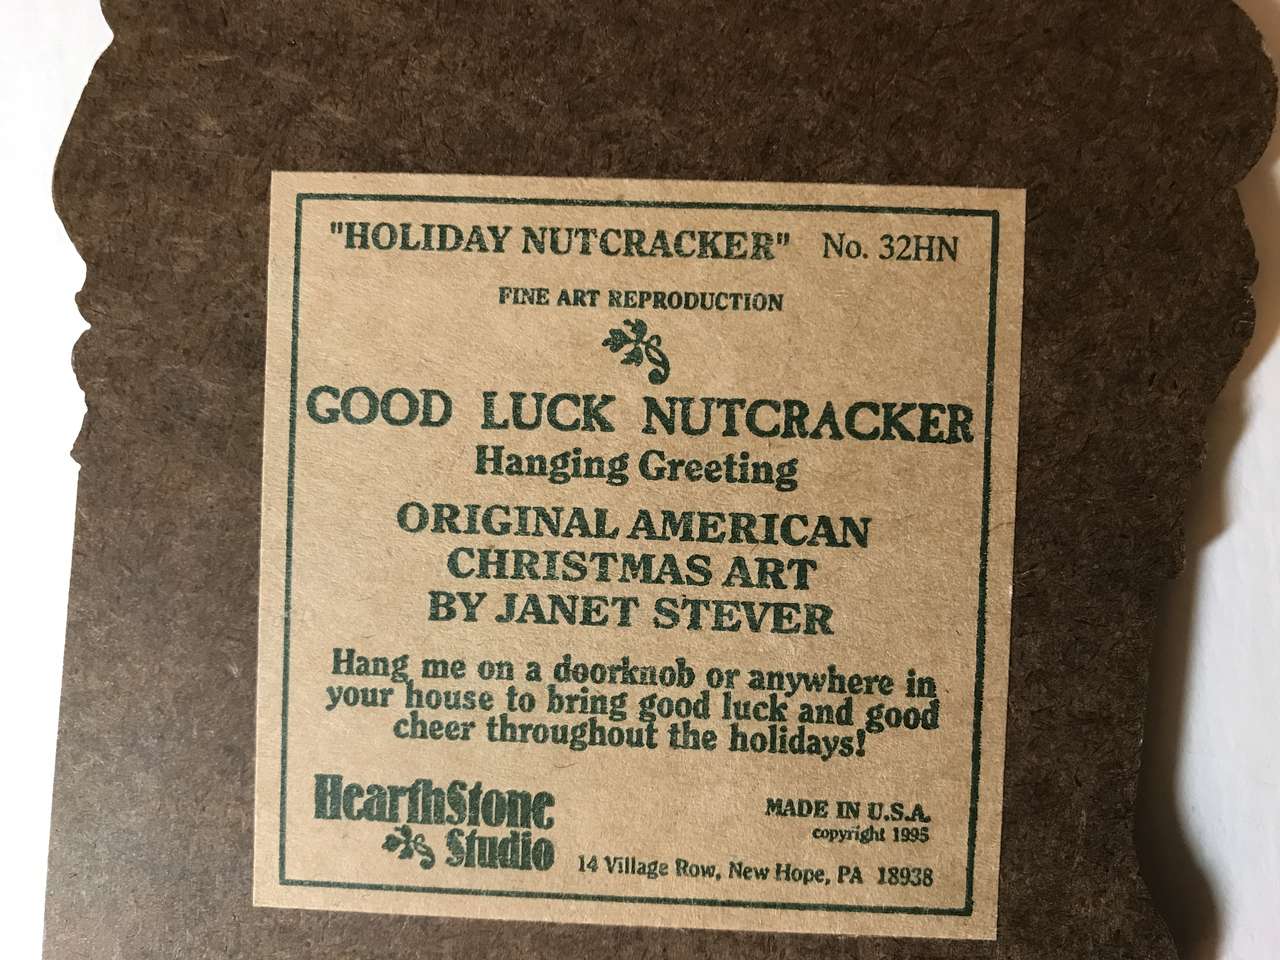 "HOLIDAY NUTCRACKER" No. 32HN
FINE ART REPRODUCTION
GOOD LUCK NUTCRACKER
Hanging Greeting
ORIGINAL AMERICAN
CHRISTMAS ART
BY JANET STEVER
Hang me on a doorknob or anywhere in
your house to bring good luck and good
cheer throughout the holidays!
HearthStone
Studio
MADE IN U.S.A.
copyright 1995
14 Village Row, New Hope, PA 18938